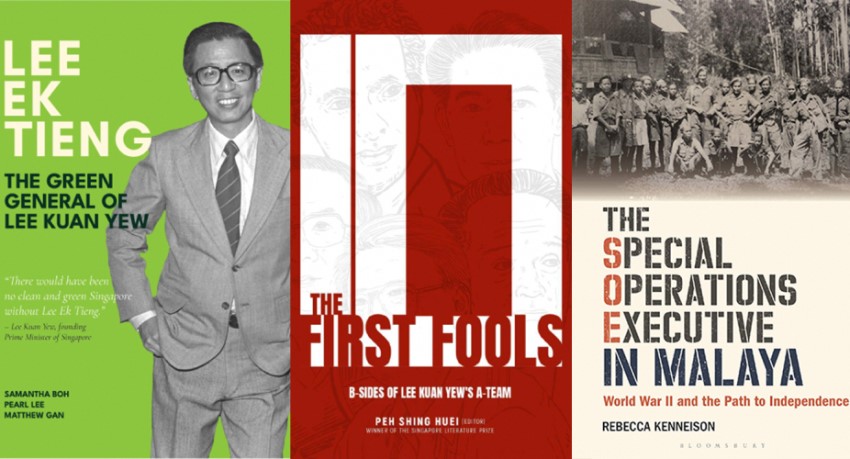 LEE
EK
TIENG
THE GREEN
GENERAL OF
LEE KUAN YEW
“There would have been
no clean and green Singapore
without Lee Ek Tieng.”
– Lee Kuan Yew, founding
Prime Minister of Singapore
SAMANTHA BOH
PEARL LEE
MATTHEW GAN
THE
FIRST FOOLS
B-SIDES OF LEE KUAN YEW'S A-TEAM
PEH SHING HUEI (EDITOR)
WINNER OF THE SINGAPORE LITERATURE PRIZE
THE
SPECIAL
OPERATIONS
EXECUTIVE
IN MALAYA
World War II and the Path to Independence
REBECCA KENNEISON
BLOOMSBURY